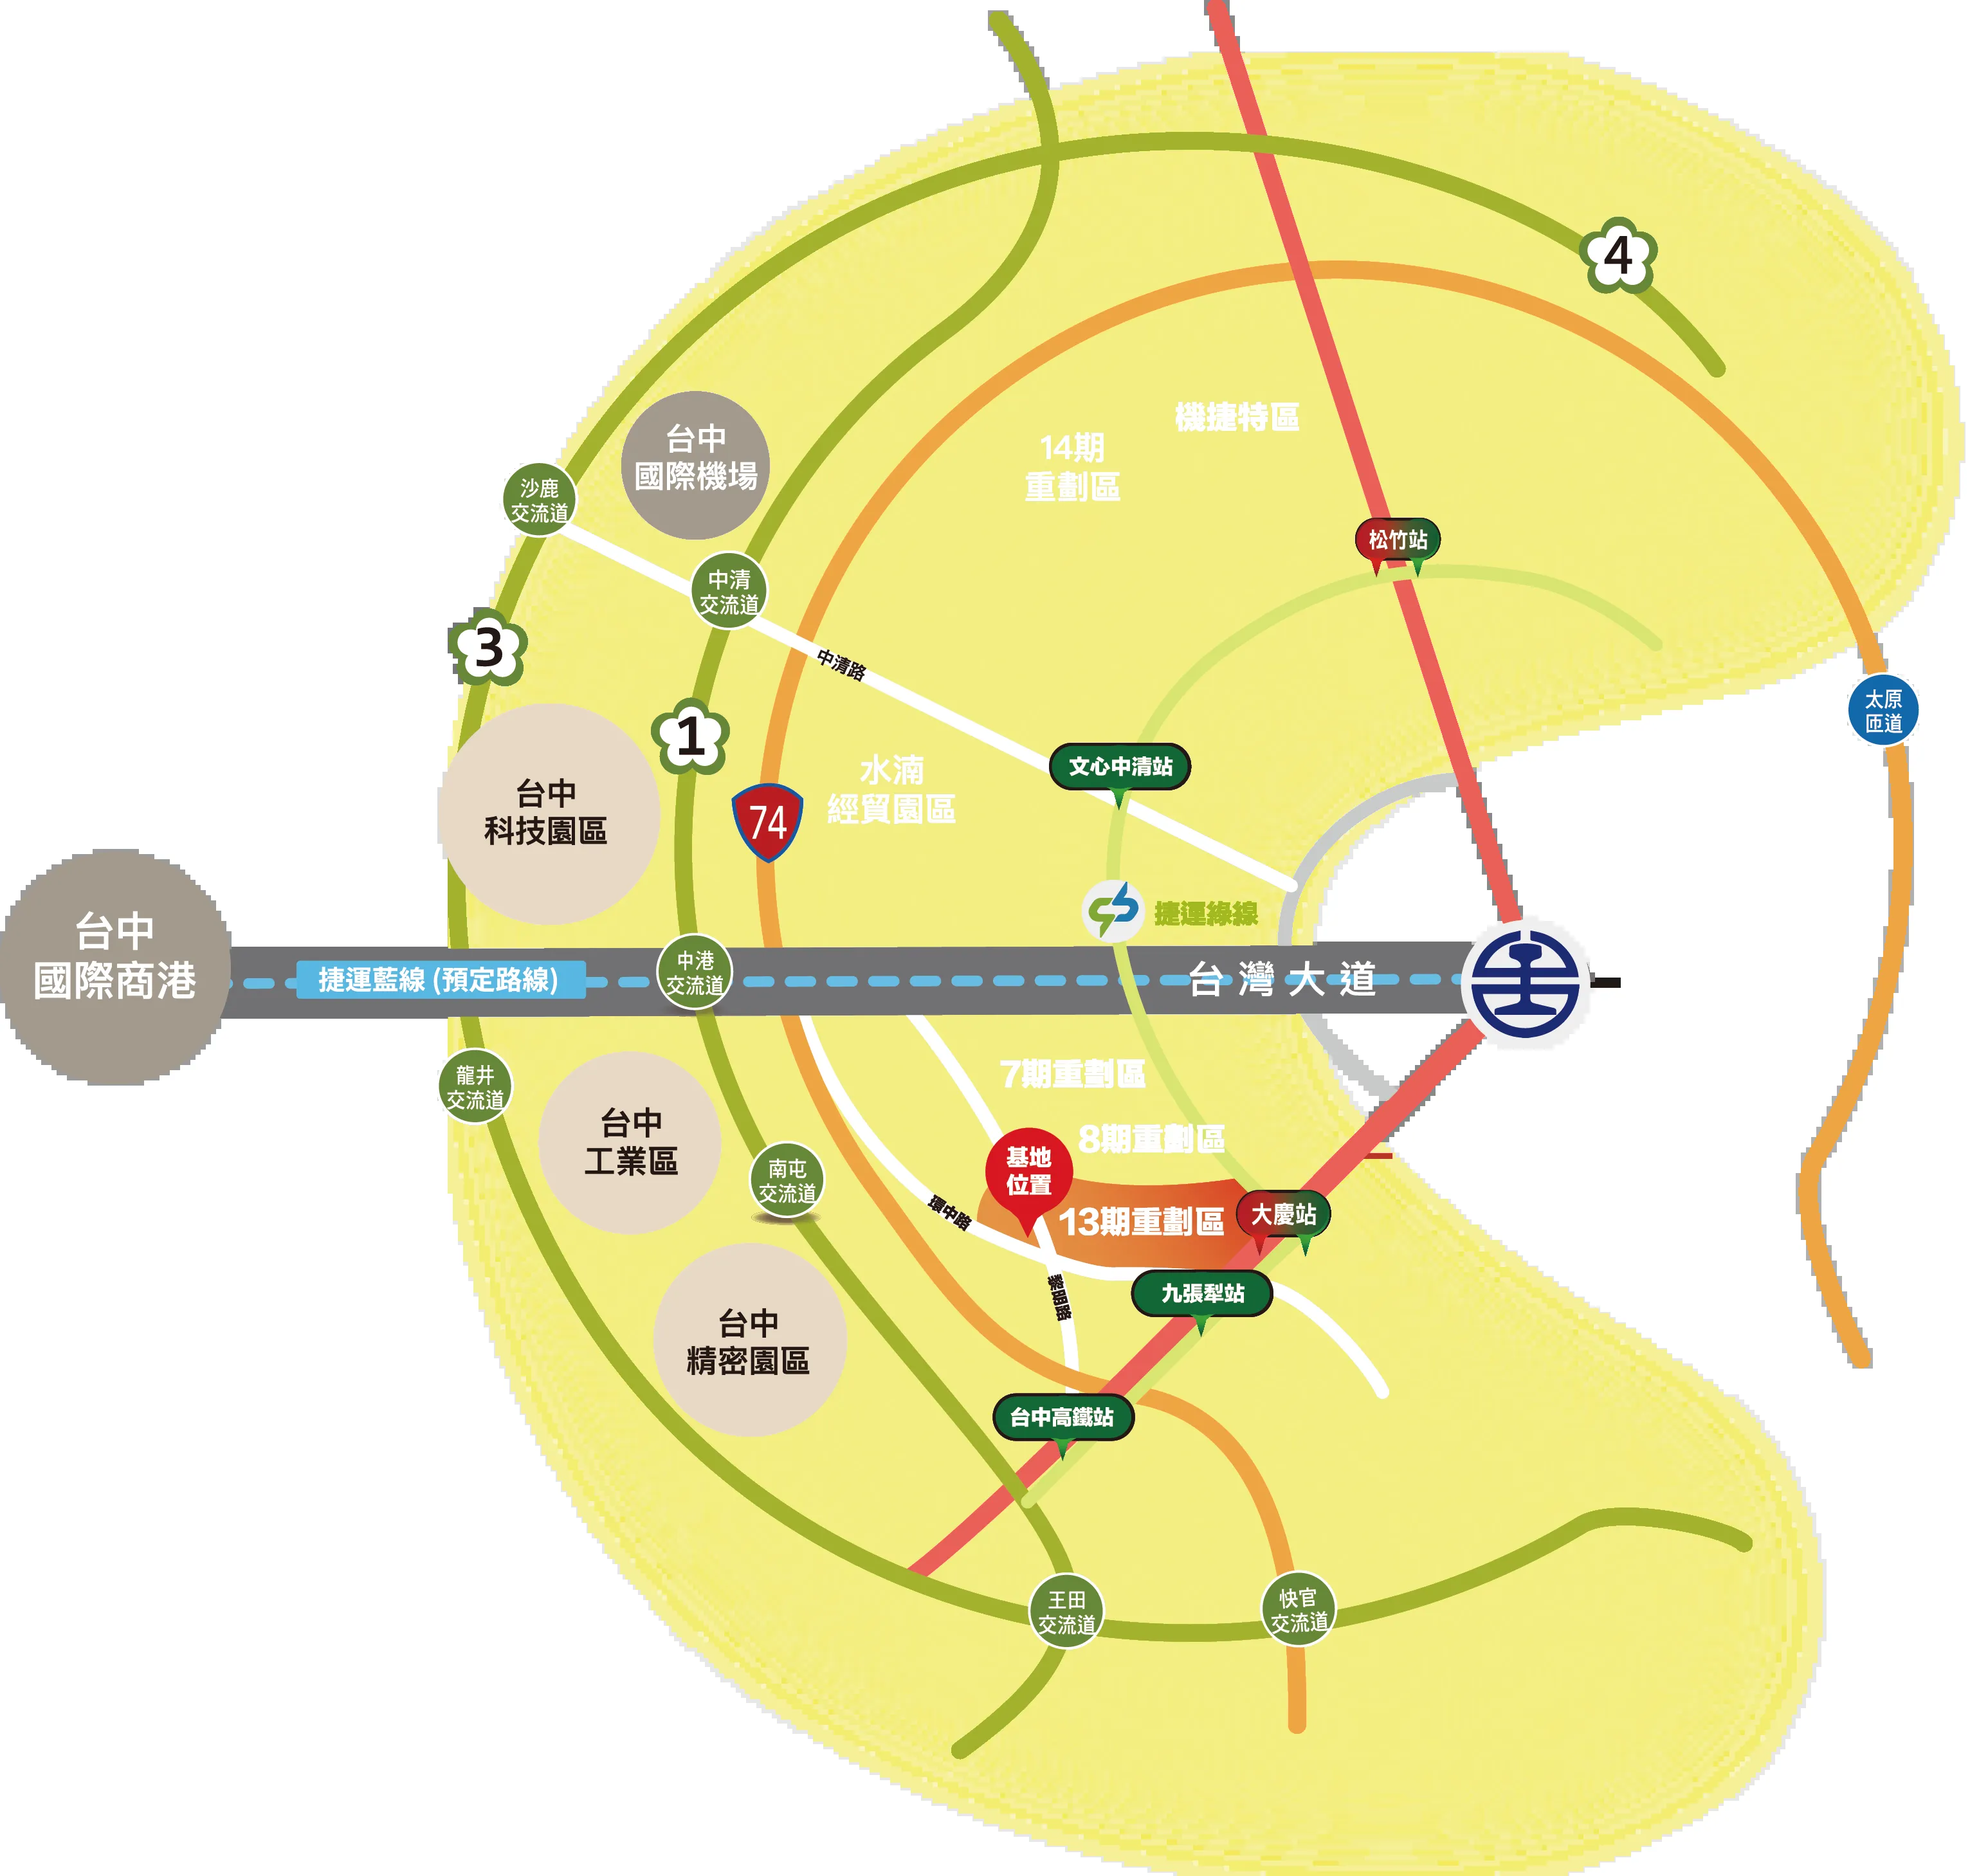 4
機捷特區
14期
重劃區
台中
國際機場
沙鹿
交流道
松竹站
中清
交流道
3
中清路
太原
匝道
1
文心中清站
水湳
經貿園區
74
台中
科技園區
捷運綠線
台中
國際商港
捷運藍線 (預定路線)
中港
交流道
台灣大道
龍井
交流道
7期重劃區
台中
工業區
8期重劃區
基地
位置
南屯
交流道
環中路
13期重劃區
大慶站
黎明路
九張犁站
台中
精密園區
台中高鐵站
王田
交流道
快官
交流道